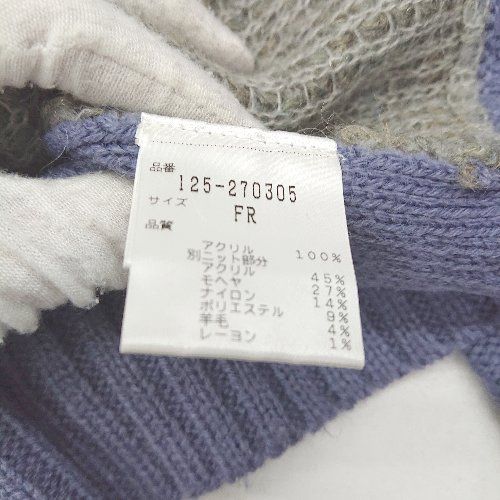 品番
125-270305
サイズ FR
品質
アクリル 100%
別ニット部分
アクリル 45%
モヘヤ 27%
ナイロン 14%
ポリエステル 9%
羊毛 4%
レーヨン 1%